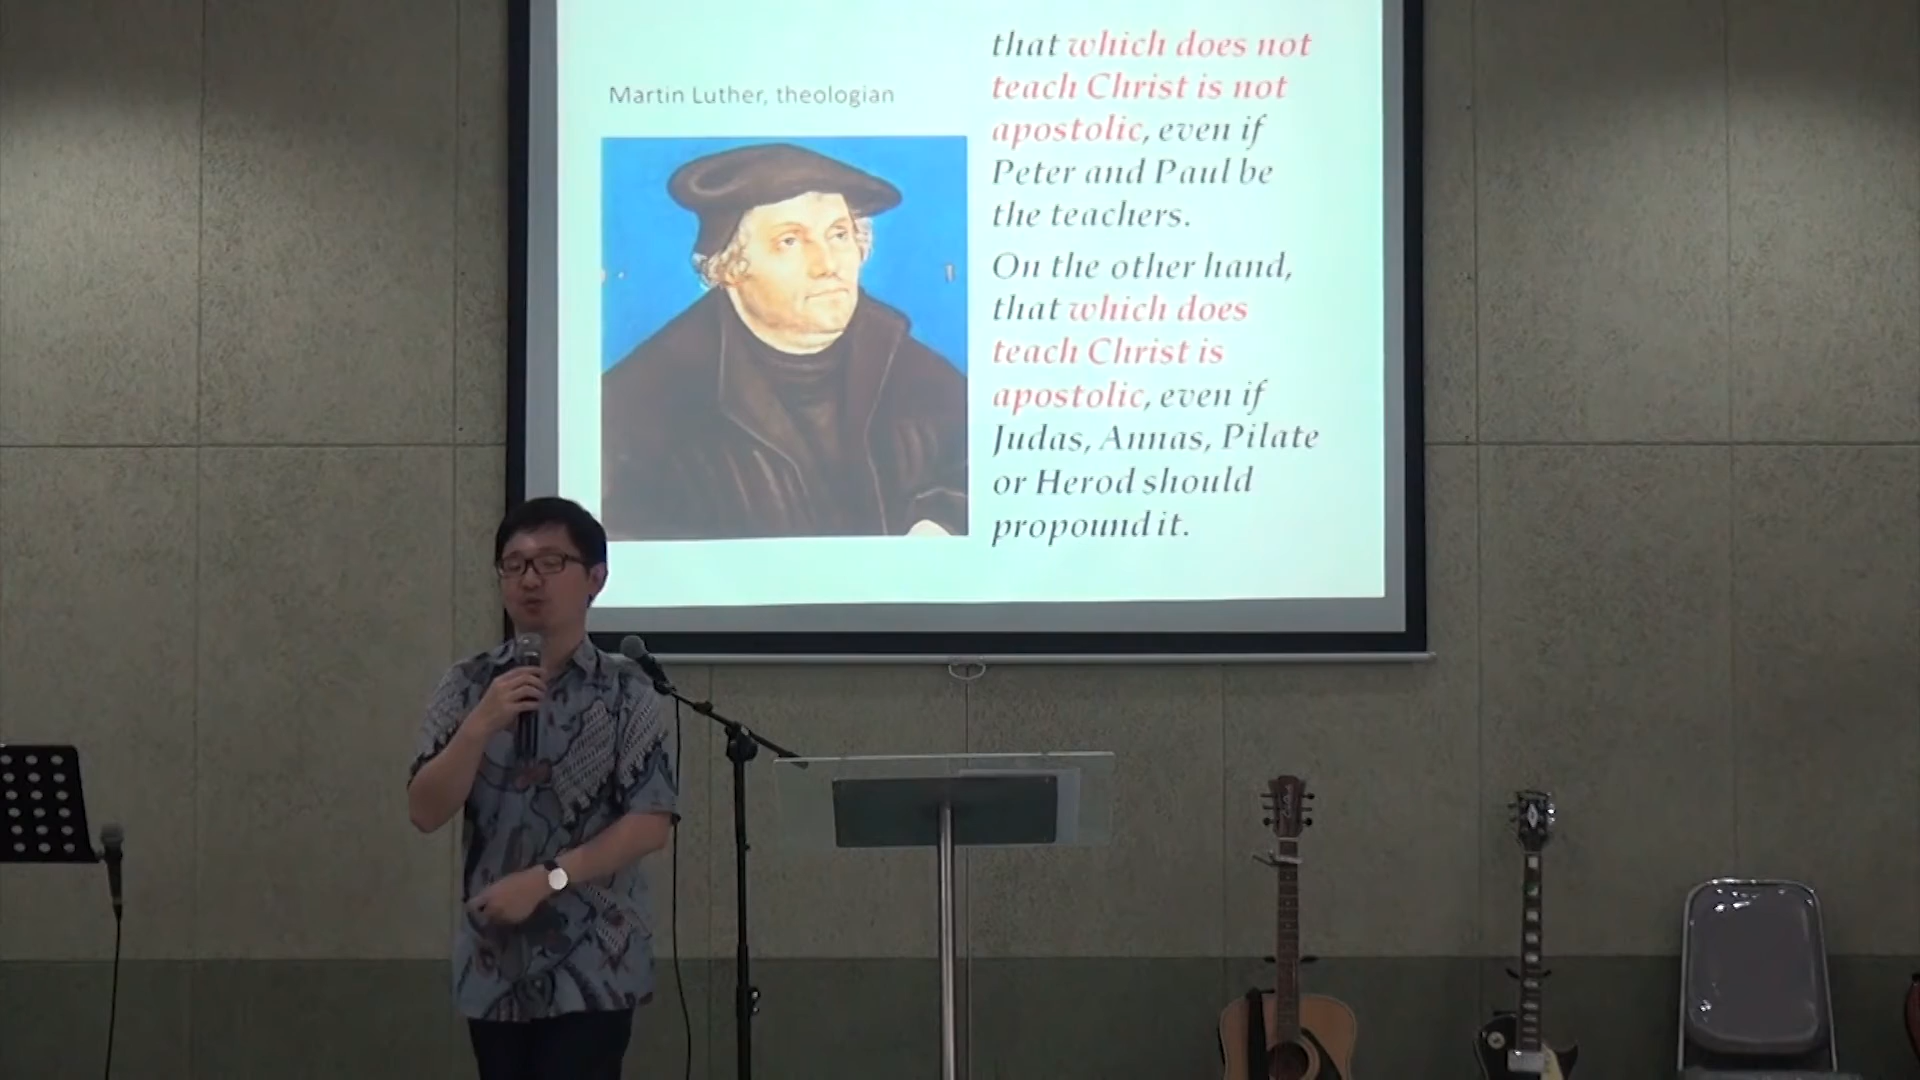 Martin Luther, theologian
that which does not
teach Christ is not
apostolic, even if
Peter and Paul be
the teachers.
On the other hand,
that which does
teach Christ is
apostolic, even if
Judas, Annas, Pilate
or Herod should
propound it.